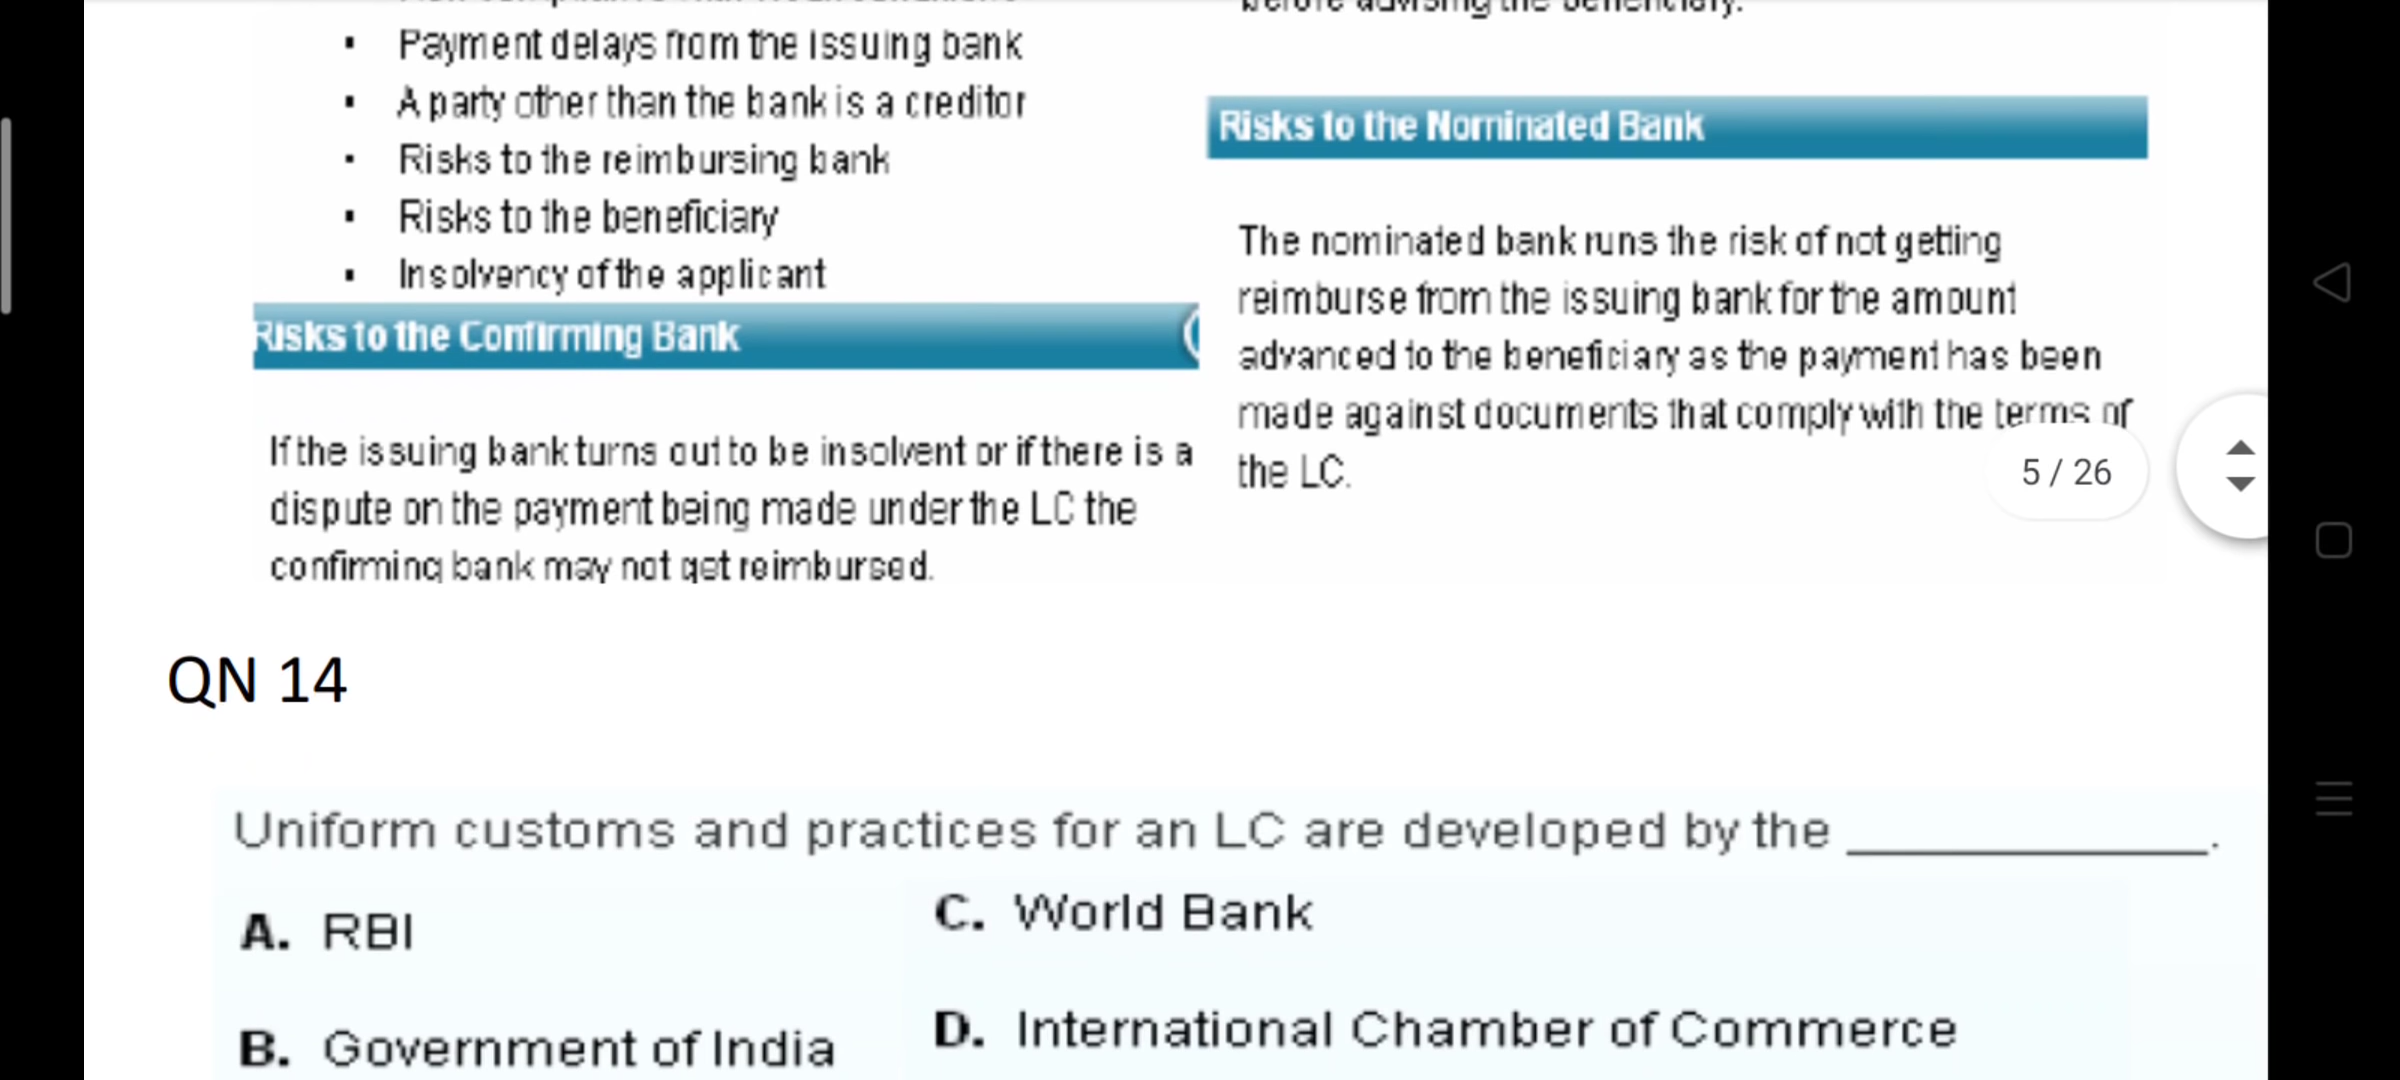 before advising the beneficiary.
• Payment delays from the issuing bank
• A party other than the bank is a creditor
• Risks to the reimbursing bank
• Risks to the beneficiary
• Insolvency of the applicant
Risks to the Confirming Bank
If the issuing bank turns out to be insolvent or if there is a
dispute on the payment being made under the LC the
confirming bank may not get reimbursed.
Risks to the Nominated Bank
The nominated bank runs the risk of not getting
reimburse from the issuing bank for the amount
advanced to the beneficiary as the payment has been
made against documents that comply with the terms of
the LC.
5 / 26
QN 14
Uniform customs and practices for an LC are developed by the ____________.
A. RBI
B. Government of India
C. World Bank
D. International Chamber of Commerce